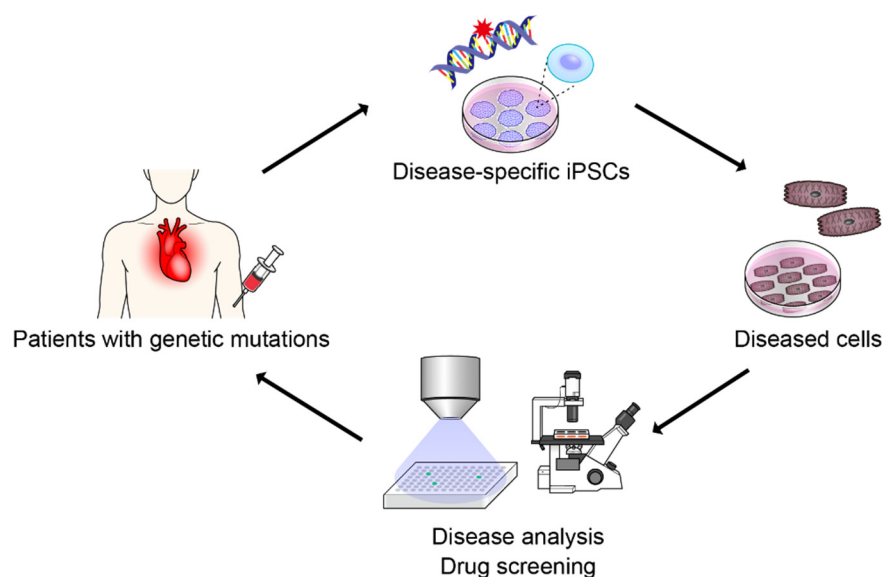 Disease-specific iPSCs
Patients with genetic mutations
Diseased cells
Disease analysis
Drug screening